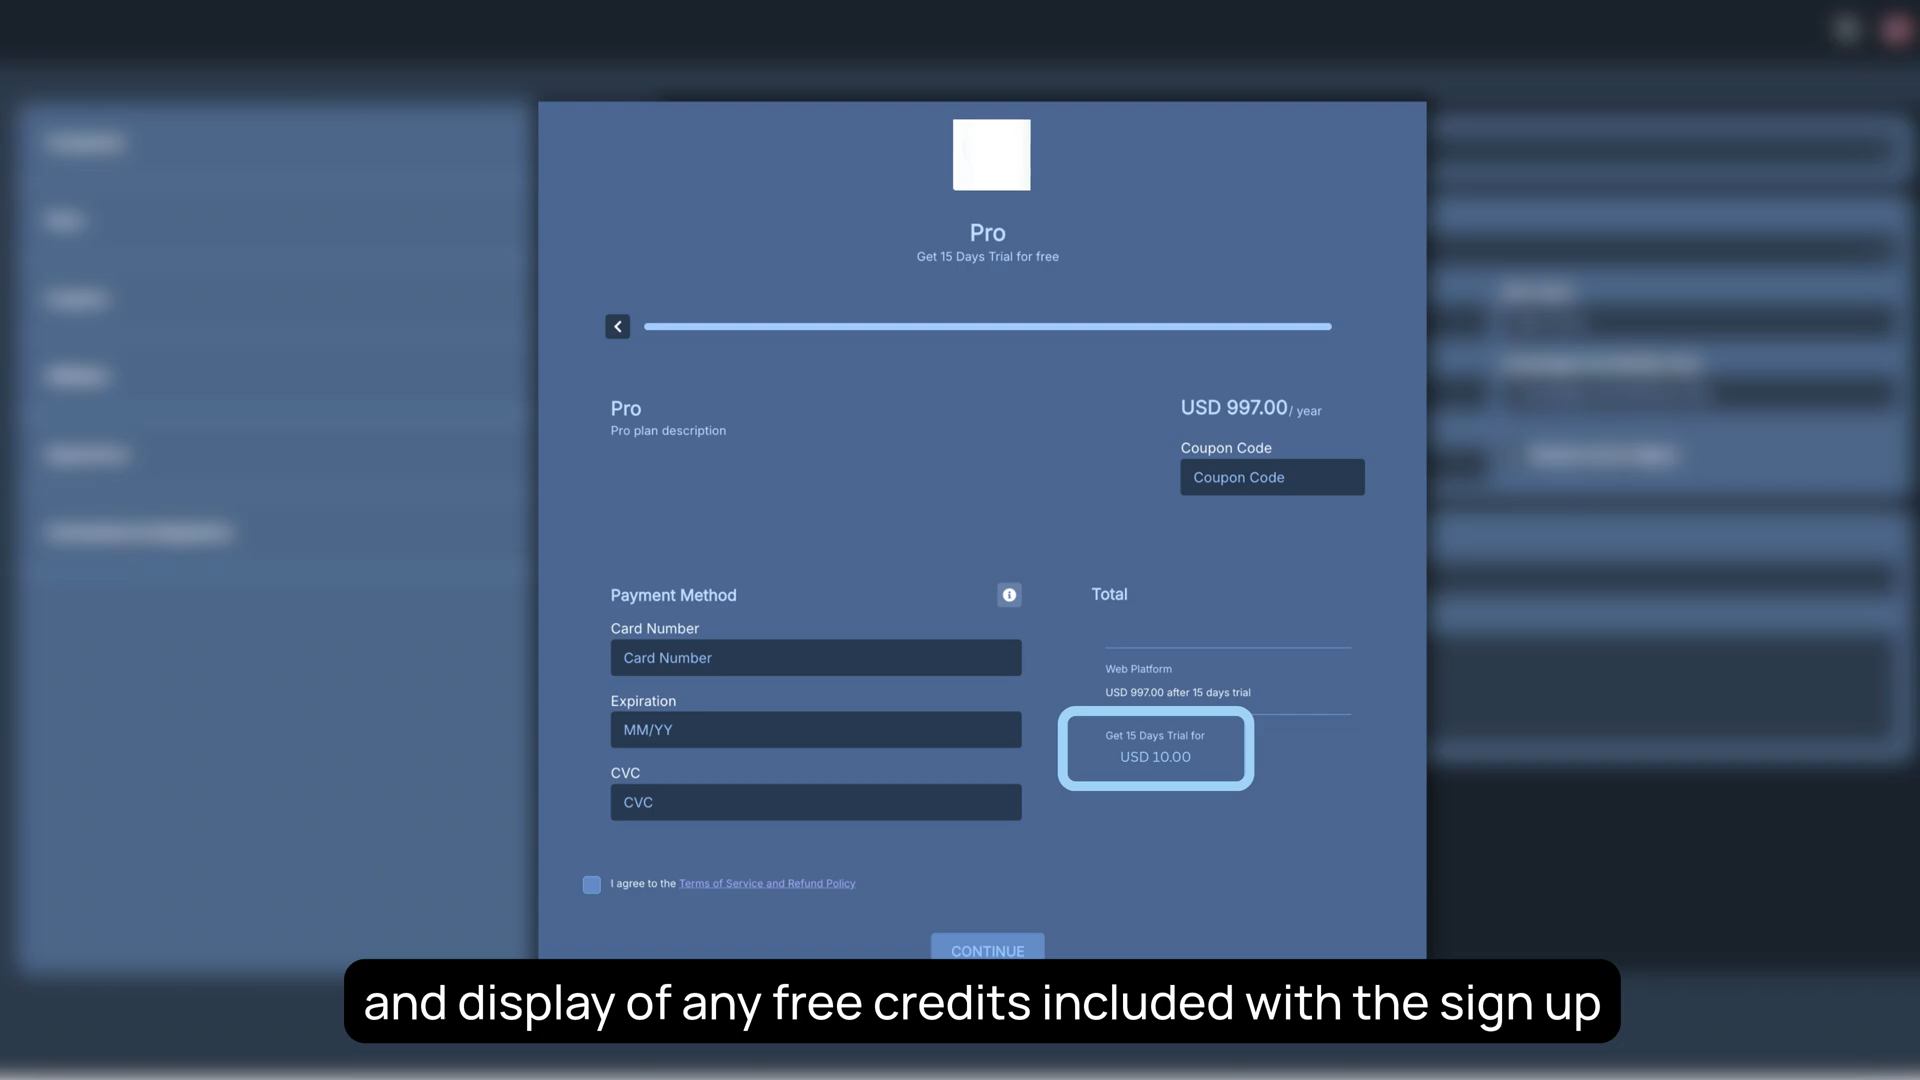 Pro
Get 15 Days Trial for free
Pro
Pro plan description
USD 997.00/ year
Coupon Code
Coupon Code
Payment Method
Card Number
Card Number
Expiration
MM/YY
CVC
CVC
Total
Web Platform
USD 997.00 after 15 days trial
Get 15 Days Trial for
USD 10.00
I agree to the Terms of Service and Refund Policy
CONTINUE
and display of any free credits included with the sign up